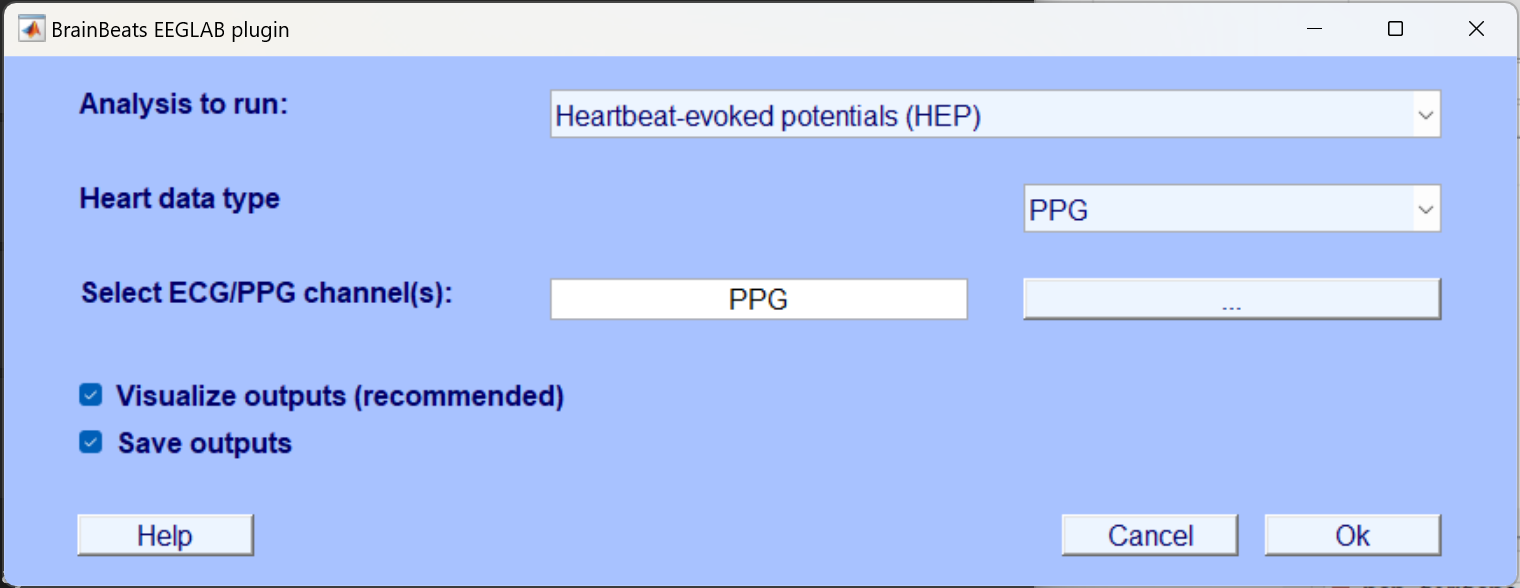 BrainBeats EEGLAB plugin
Analysis to run:
Heartbeat-evoked potentials (HEP)
Heart data type
PPG
Select ECG/PPG channel(s):
PPG
...
Visualize outputs (recommended)
Save outputs
Help
Cancel
Ok